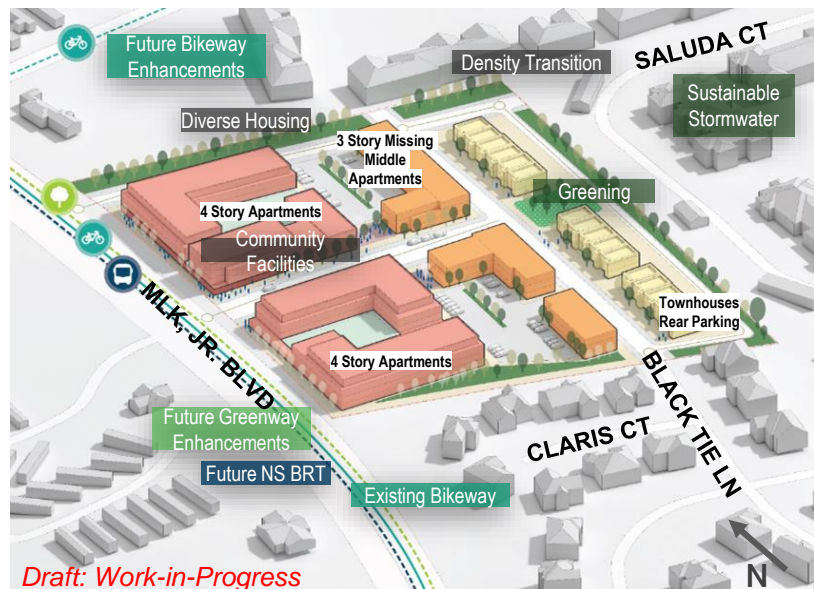 Future Bikeway
Enhancements
Density Transition
SALUDA CT
Sustainable
Stormwater
Diverse Housing
3 Story Missing
Middle
Apartments
Greening
4 Story Apartments
Community
Facilities
Townhouses
Rear Parking
MLK, JR. BLVD
4 Story Apartments
BLACK TIE LN
CLARIS CT
Future Greenway
Enhancements
Future NS BRT
Existing Bikeway
N
Draft: Work-in-Progress